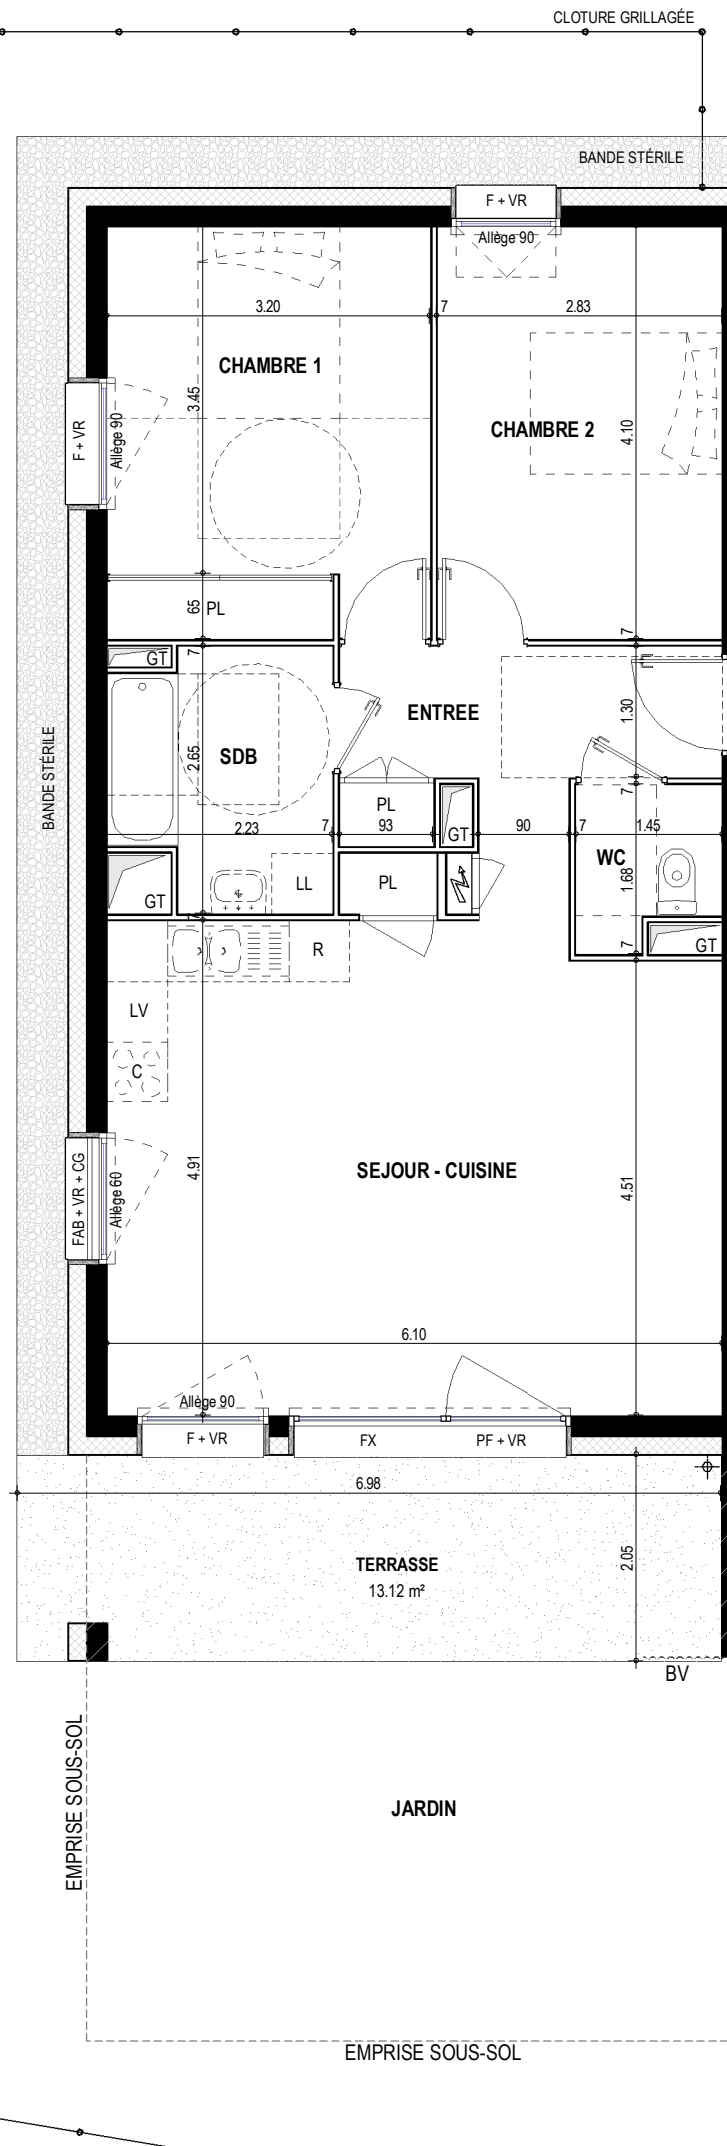 CLOTURE GRILLAGÉE
BANDE STÉRILE
F + VR
Allège 90
3.20
7
2.83
CHAMBRE 1
3.45
CHAMBRE 2
4.10
F + VR
Allège 90
65
PL
7
GT
7
ENTREE
1.30
SDB
2.65
BANDE STÉRILE
PL
7
2.23
7
93
GT
90
7
1.45
WC
1.68
GT
LL
PL
7
7
GT
R
LV
C
FAB + VR + CG
Allège 60
4.91
SEJOUR - CUISINE
4.51
6.10
Allège 90
F + VR
FX
PF + VR
6.98
TERRASSE
13.12 m²
2.05
BV
EMPRISE SOUS-SOL
JARDIN
EMPRISE SOUS-SOL